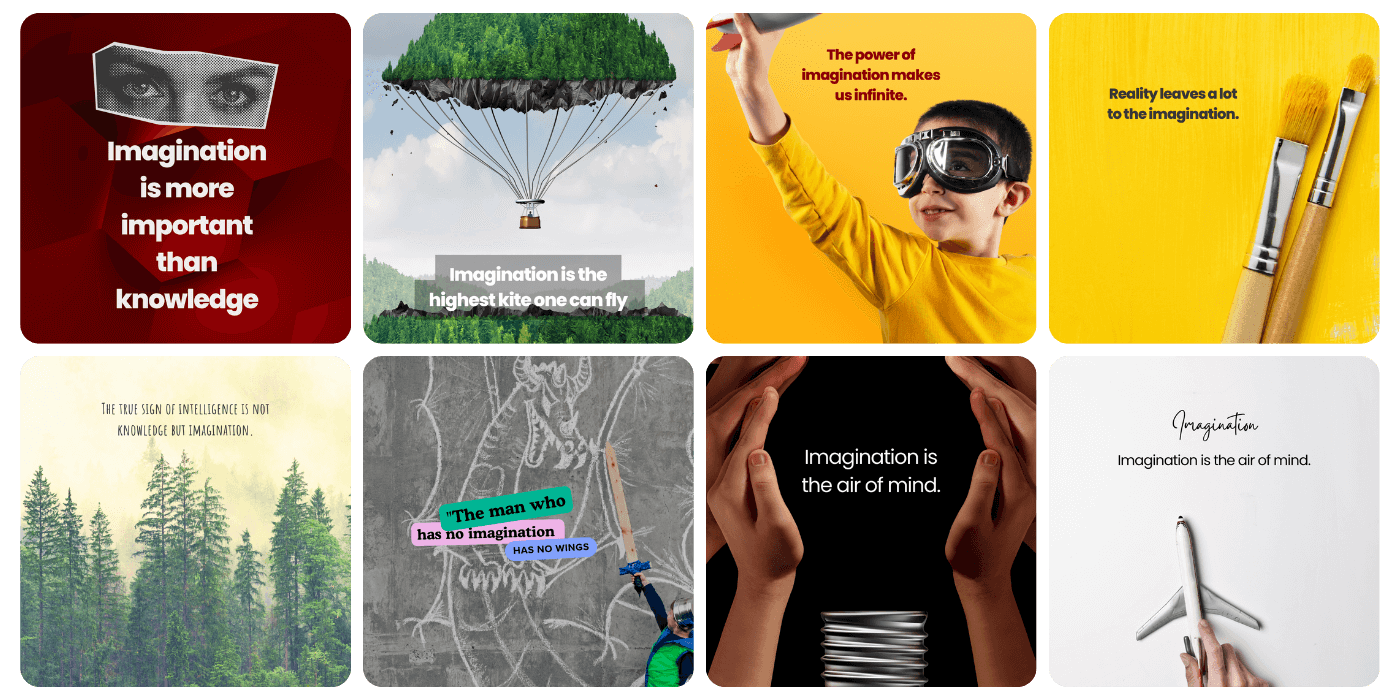 Imagination
is more
important
than
knowledge
Imagination is the
highest kite one can fly
The power of
imagination makes
us infinite.
Reality leaves a lot
to the imagination.
The true sign of intelligence is not
knowledge but imagination.
"The man who
has no imagination
HAS NO WINGS
Imagination is
the air of mind.
Imagination
Imagination is the air of mind.